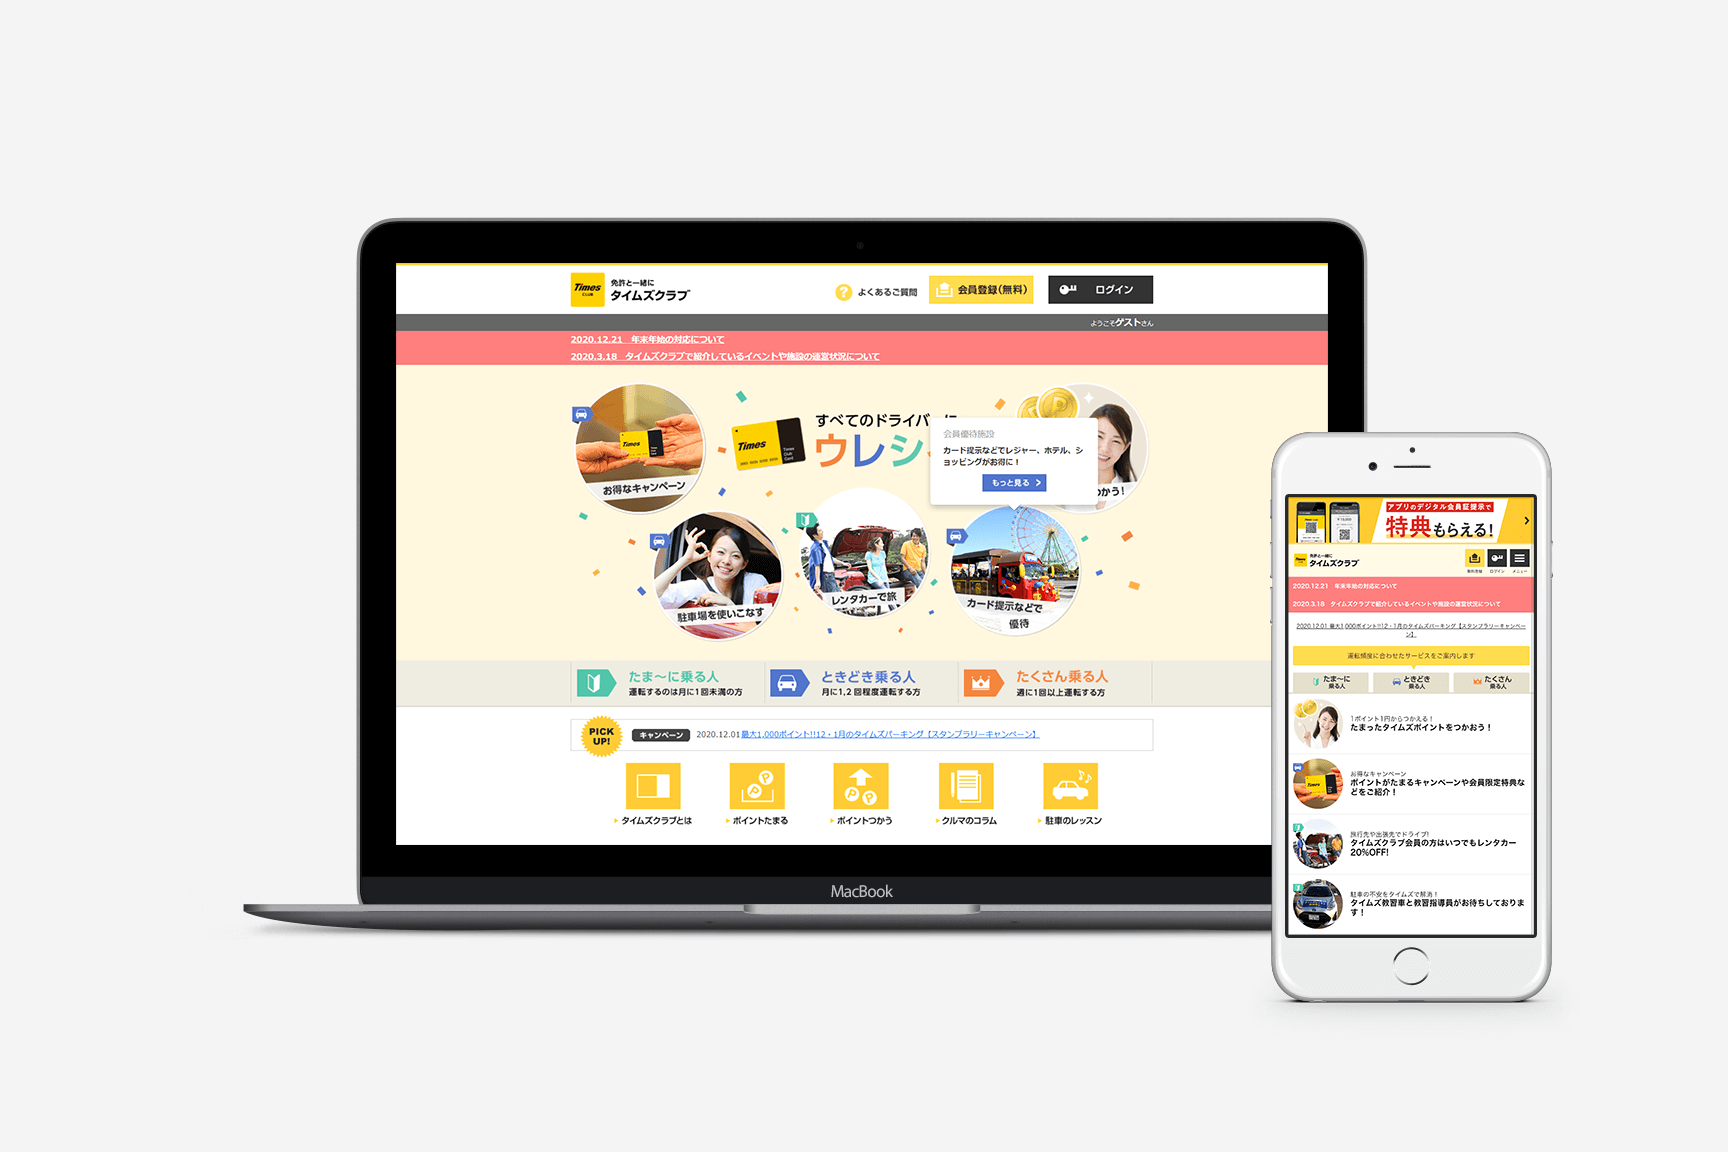 Times
CLUB
免許と一緒に
タイムズクラブ
よくあるご質問
会員登録(無料)
ログイン
ようこそゲストさん
2020.12.21 年末年始の対応について
2020.3.18 タイムズクラブで紹介しているイベントや施設の運営状況について
お得なキャンペーン
Times
すべてのドライバーに
ウレシ
会員優待施設
カード提示などでレジャー、ホテル、シ
ョッピングがお得に！
もっと見る
つかう!
駐車場を使いこなす
レンタカーで旅
カード提示などで
優待
たま〜に乗る人
運転するのは月に1回未満の方
ときどき乗る人
月に1,2回程度運転する方
たくさん乗る人
週に1回以上運転する方
PICK
UP!
キャンペーン
2020.12.01最大1,000ポイント!!12・1月のタイムズパーキング【スタンプラリーキャンペーン】
タイムズクラブとは
ポイントたまる
ポイントつかう
クルマのコラム
駐車のレッスン
MacBook
アプリのデジタル会員証提示で
特典もらえる!
免許と一緒に
タイムズクラブ
ログイン
メニュー
2020.12.21 年末年始の対応について
2020.3.18 タイムズクラブで紹介しているイベントや施設の運営状況について
2020.12.01 最大1,000ポイント!!12・1月のタイムズパーキング【スタンプラリーキャンペー
ン】
運転頻度に合わせたサービスをご案内します
たま〜に
乗る人
ときどき
乗る人
たくさん
乗る人
1ポイント1円からつかえる！
たまったタイムズポイントをつかおう！
お得なキャンペーン
ポイントがたまるキャンペーンや会員限定特典な
どをご紹介！
旅行先や出張先でドライブ!
タイムズクラブ会員の方はいつでもレンタカー
20%OFF!
駐車の不安をタイムズで解消！
タイムズ教習車と教習指導員がお待ちしておりま
す！